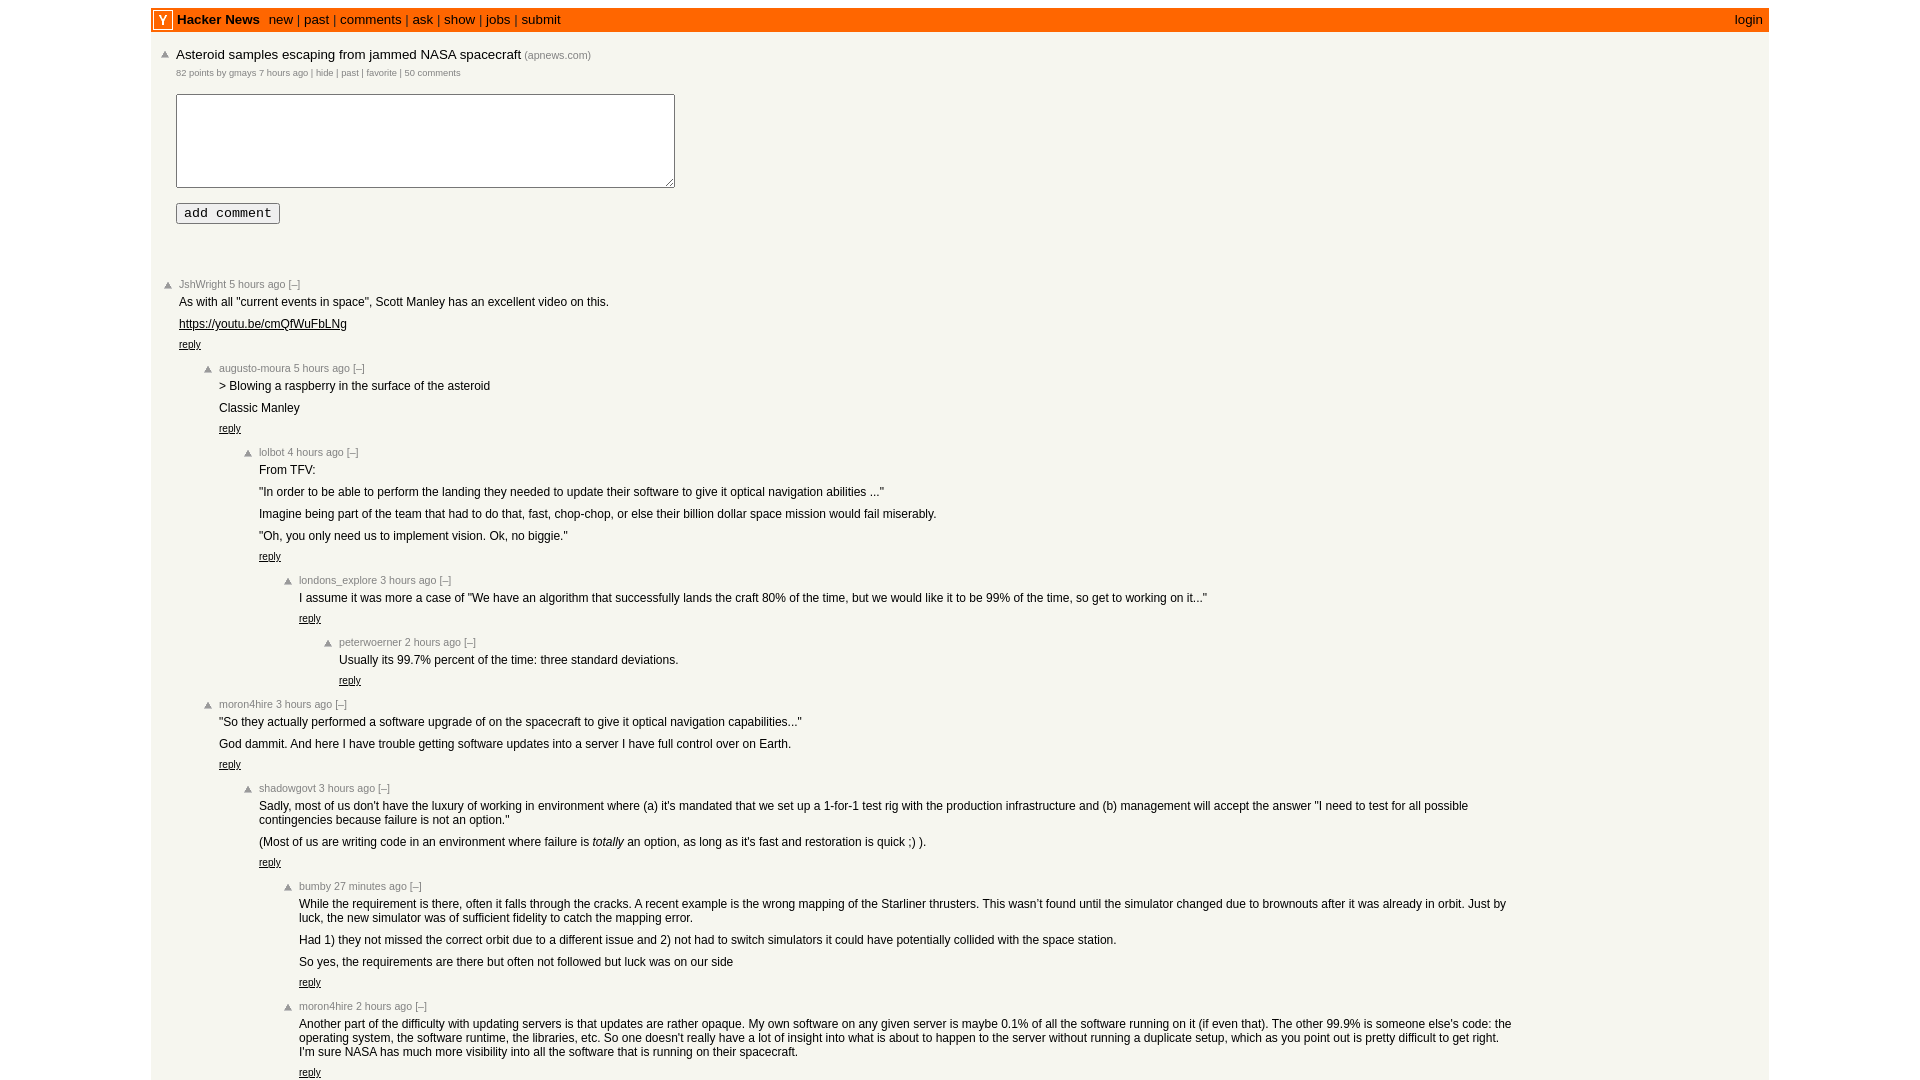 Y Hacker News new | past | comments | ask | show | jobs | submit login
Asteroid samples escaping from jammed NASA spacecraft (apnews.com)
82 points by gmays 7 hours ago | hide | past | favorite | 50 comments
add comment
JshWright 5 hours ago [–]
As with all "current events in space", Scott Manley has an excellent video on this.
https://youtu.be/cmQfWuFbLNg
reply
augusto-moura 5 hours ago [–]
> Blowing a raspberry in the surface of the asteroid
Classic Manley
reply
lolbot 4 hours ago [–]
From TFV:
"In order to be able to perform the landing they needed to update their software to give it optical navigation abilities ..."
Imagine being part of the team that had to do that, fast, chop-chop, or else their billion dollar space mission would fail miserably.
"Oh, you only need us to implement vision. Ok, no biggie."
reply
londons_explore 3 hours ago [–]
I assume it was more a case of "We have an algorithm that successfully lands the craft 80% of the time, but we would like it to be 99% of the time, so get to working on it..."
reply
peterwoerner 2 hours ago [–]
Usually its 99.7% percent of the time: three standard deviations.
reply
moron4hire 3 hours ago [–]
"So they actually performed a software upgrade of on the spacecraft to give it optical navigation capabilities..."
God dammit. And here I have trouble getting software updates into a server I have full control over on Earth.
reply
shadowgovt 3 hours ago [–]
Sadly, most of us don't have the luxury of working in environment where (a) it's mandated that we set up a 1-for-1 test rig with the production infrastructure and (b) management will accept the answer "I need to test for all possible
contingencies because failure is not an option."
(Most of us are writing code in an environment where failure is totally an option, as long as it's fast and restoration is quick ;) ).
reply
bumby 27 minutes ago [–]
While the requirement is there, often it falls through the cracks. A recent example is the wrong mapping of the Starliner thrusters. This wasn’t found until the simulator changed due to brownouts after it was already in orbit. Just by
luck, the new simulator was of sufficient fidelity to catch the mapping error.
Had 1) they not missed the correct orbit due to a different issue and 2) not had to switch simulators it could have potentially collided with the space station.
So yes, the requirements are there but often not followed but luck was on our side
reply
moron4hire 2 hours ago [–]
Another part of the difficulty with updating servers is that updates are rather opaque. My own software on any given server is maybe 0.1% of all the software running on it (if even that). The other 99.9% is someone else's code: the
operating system, the software runtime, the libraries, etc. So one doesn't really have a lot of insight into what is about to happen to the server without running a duplicate setup, which as you point out is pretty difficult to get right.
I'm sure NASA has much more visibility into all the software that is running on their spacecraft.
reply